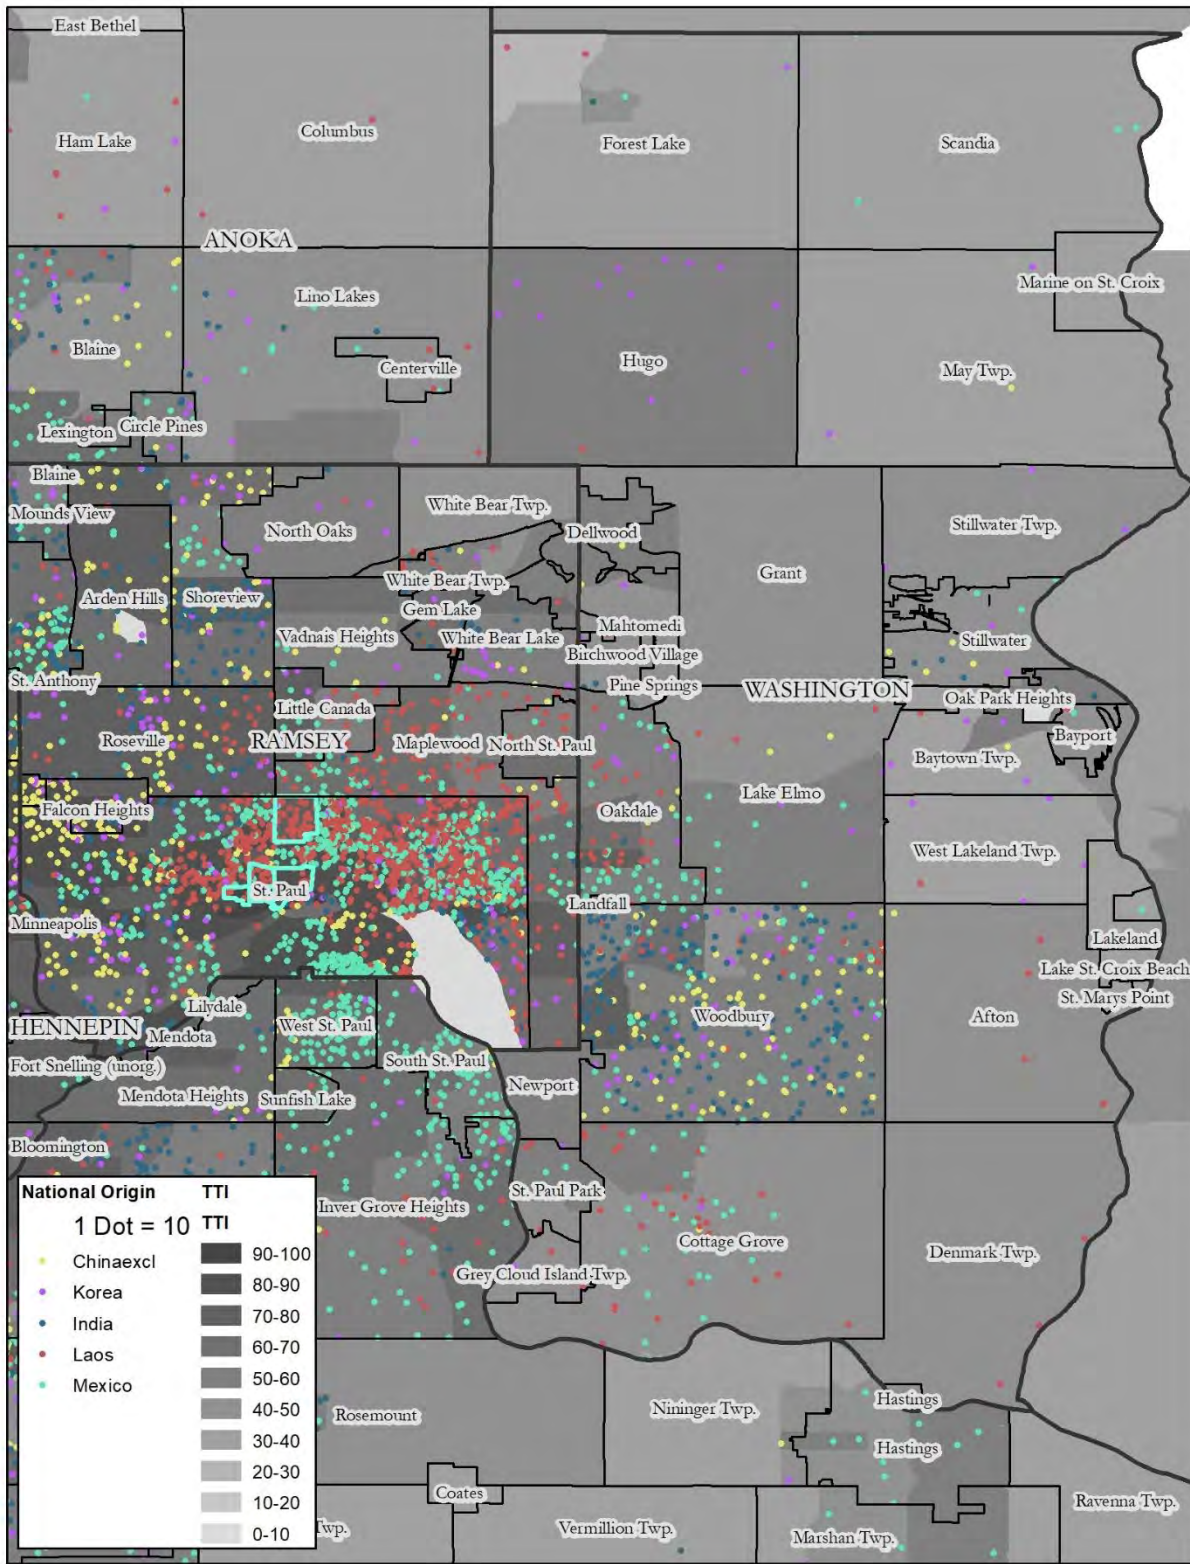 East Bethel
Ham Lake
Columbus
Forest Lake
Scandia
ANOKA
Lino Lakes
Marine on St. Croix
Blaine
Centerville
Hugo
May Twp.
Lexington
Circle Pines
Blaine
Mounds View
North Oaks
White Bear Twp.
Dellwood
Stillwater Twp.
Grant
White Bear Twp.
Arden Hills
Shoreview
Gem Lake
Vadnais Heights
White Bear Lake
Mahtomedi
Stillwater
Birchwood Village
St. Anthony
Pine Springs
WASHINGTON
Oak Park Heights
Little Canada
Roseville
RAMSEY
Maplewood
North St. Paul
Bayport
Baytown Twp.
Falcon Heights
Oakdale
Lake Elmo
West Lakeland Twp.
St. Paul
Landfall
Minneapolis
Lakeland
Lake St. Croix Beach
St. Marys Point
Lilydale
Woodbury
Afton
HENNEPIN
Mendota
West St. Paul
South St. Paul
Fort Snelling (unorg.)
Newport
Mendota Heights
Sunfish Lake
Bloomington
St. Paul Park
Inver Grove Heights
Cottage Grove
Denmark Twp.
Grey Cloud Island Twp.
National Origin
1 Dot = 10
Chinaexcl
Korea
India
Laos
Mexico
TTI
TTI
90-100
80-90
70-80
60-70
50-60
40-50
30-40
20-30
10-20
0-10
Rosemount
Nininger Twp.
Hastings
Hastings
Coates
Ravenna Twp.
Twp.
Vermillion Twp.
Marshan Twp.